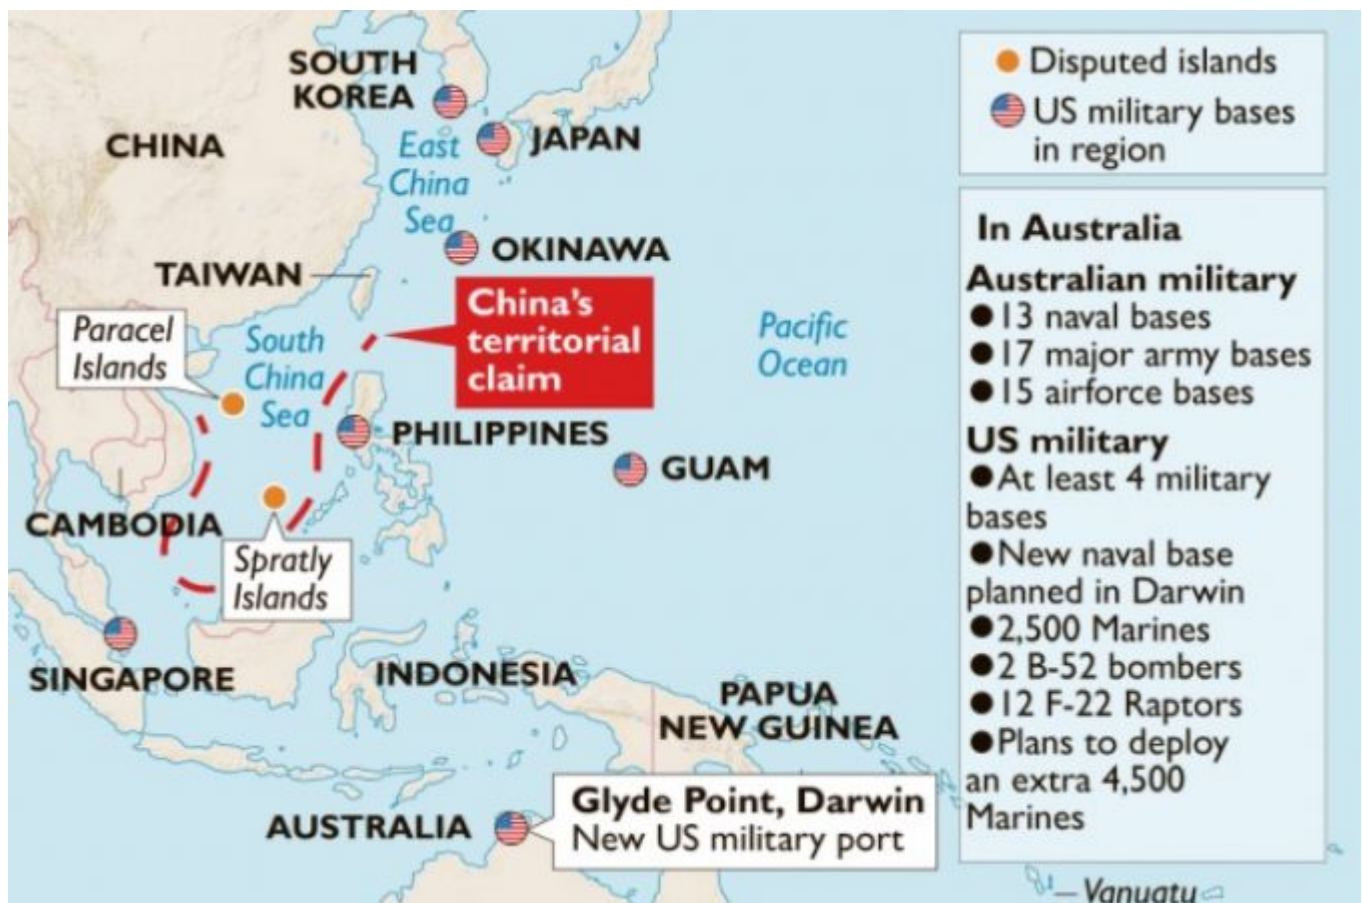 SOUTH
KOREA
CHINA
East
China
Sea
JAPAN
OKINAWA
TAIWAN
China's
territorial
claim
Paracel
Islands
South
China
Sea
Pacific
Ocean
PHILIPPINES
GUAM
CAMBODIA
Spratly
Islands
SINGAPORE
INDONESIA
PAPUA
NEW GUINEA
AUSTRALIA
Glyde Point, Darwin
New US military port
Disputed islands
US military bases
in region
In Australia
Australian military
●13 naval bases
●17 major army bases
●15 airforce bases
US military
●At least 4 military
bases
●New naval base
planned in Darwin
●2,500 Marines
●2 B-52 bombers
●12 F-22 Raptors
●Plans to deploy
an extra 4,500
Marines
Vanuatu